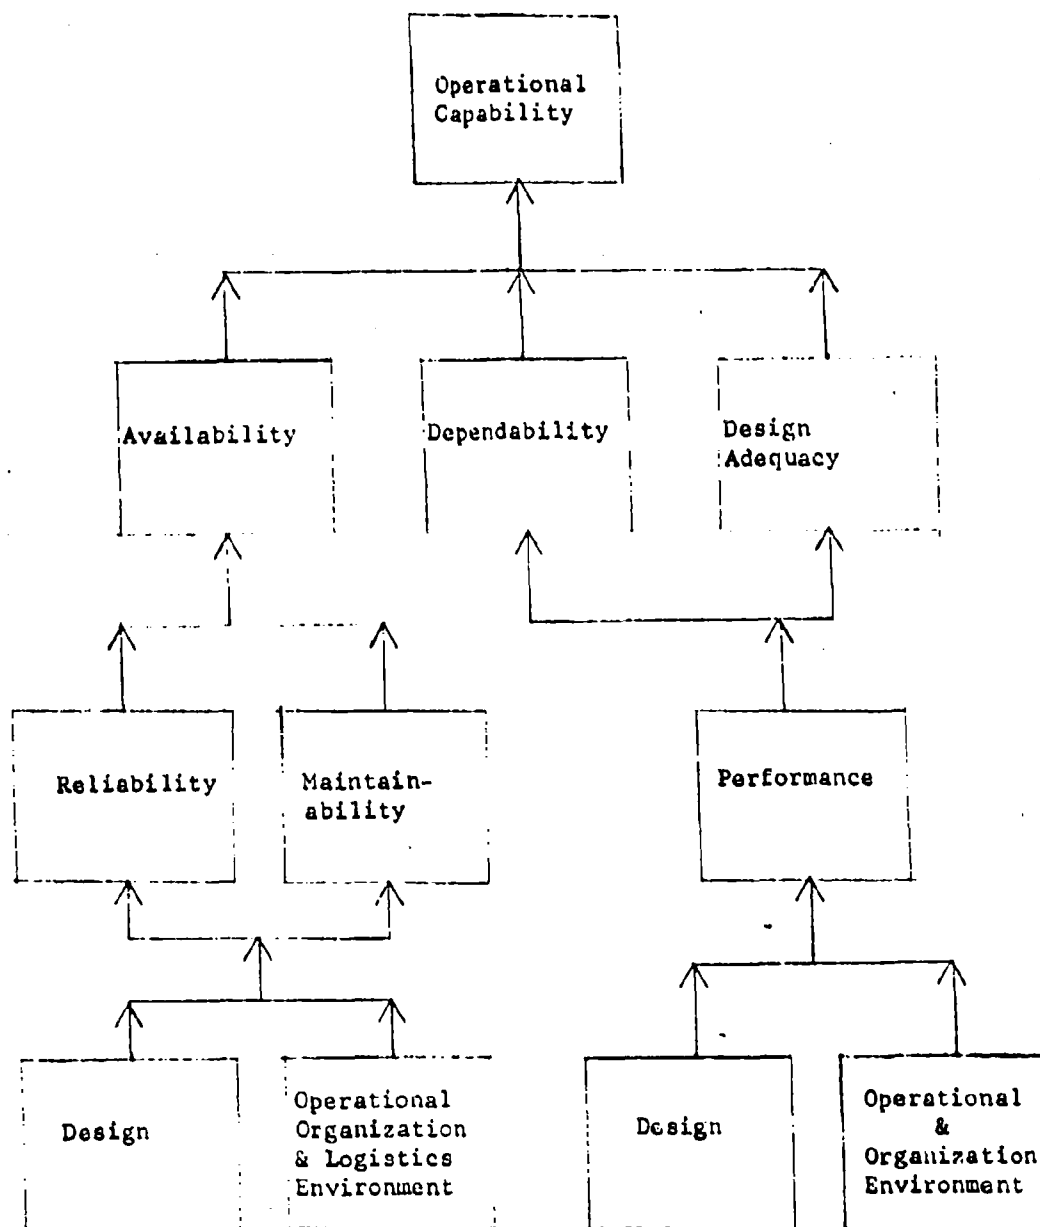 Operational
Capability
Availability
Dependability
Design
Adequacy
Reliability
Maintain-
ability
Performance
Design
Operational
Organization
& Logistics
Environment
Design
Operational
&
Organization
Environment